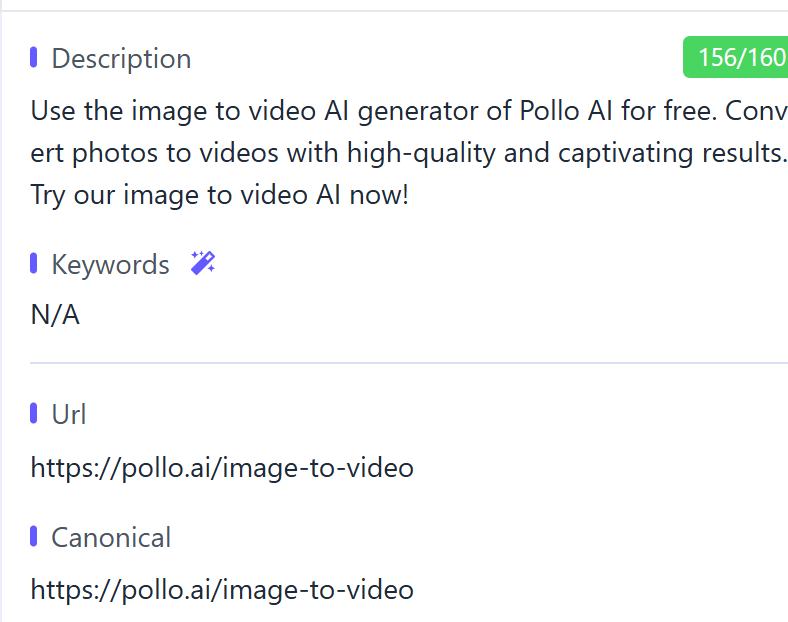 Description
156/160
Use the image to video AI generator of Pollo AI for free. Conv
ert photos to videos with high-quality and captivating results.
Try our image to video AI now!
Keywords
N/A
Url
https://pollo.ai/image-to-video
Canonical
https://pollo.ai/image-to-video